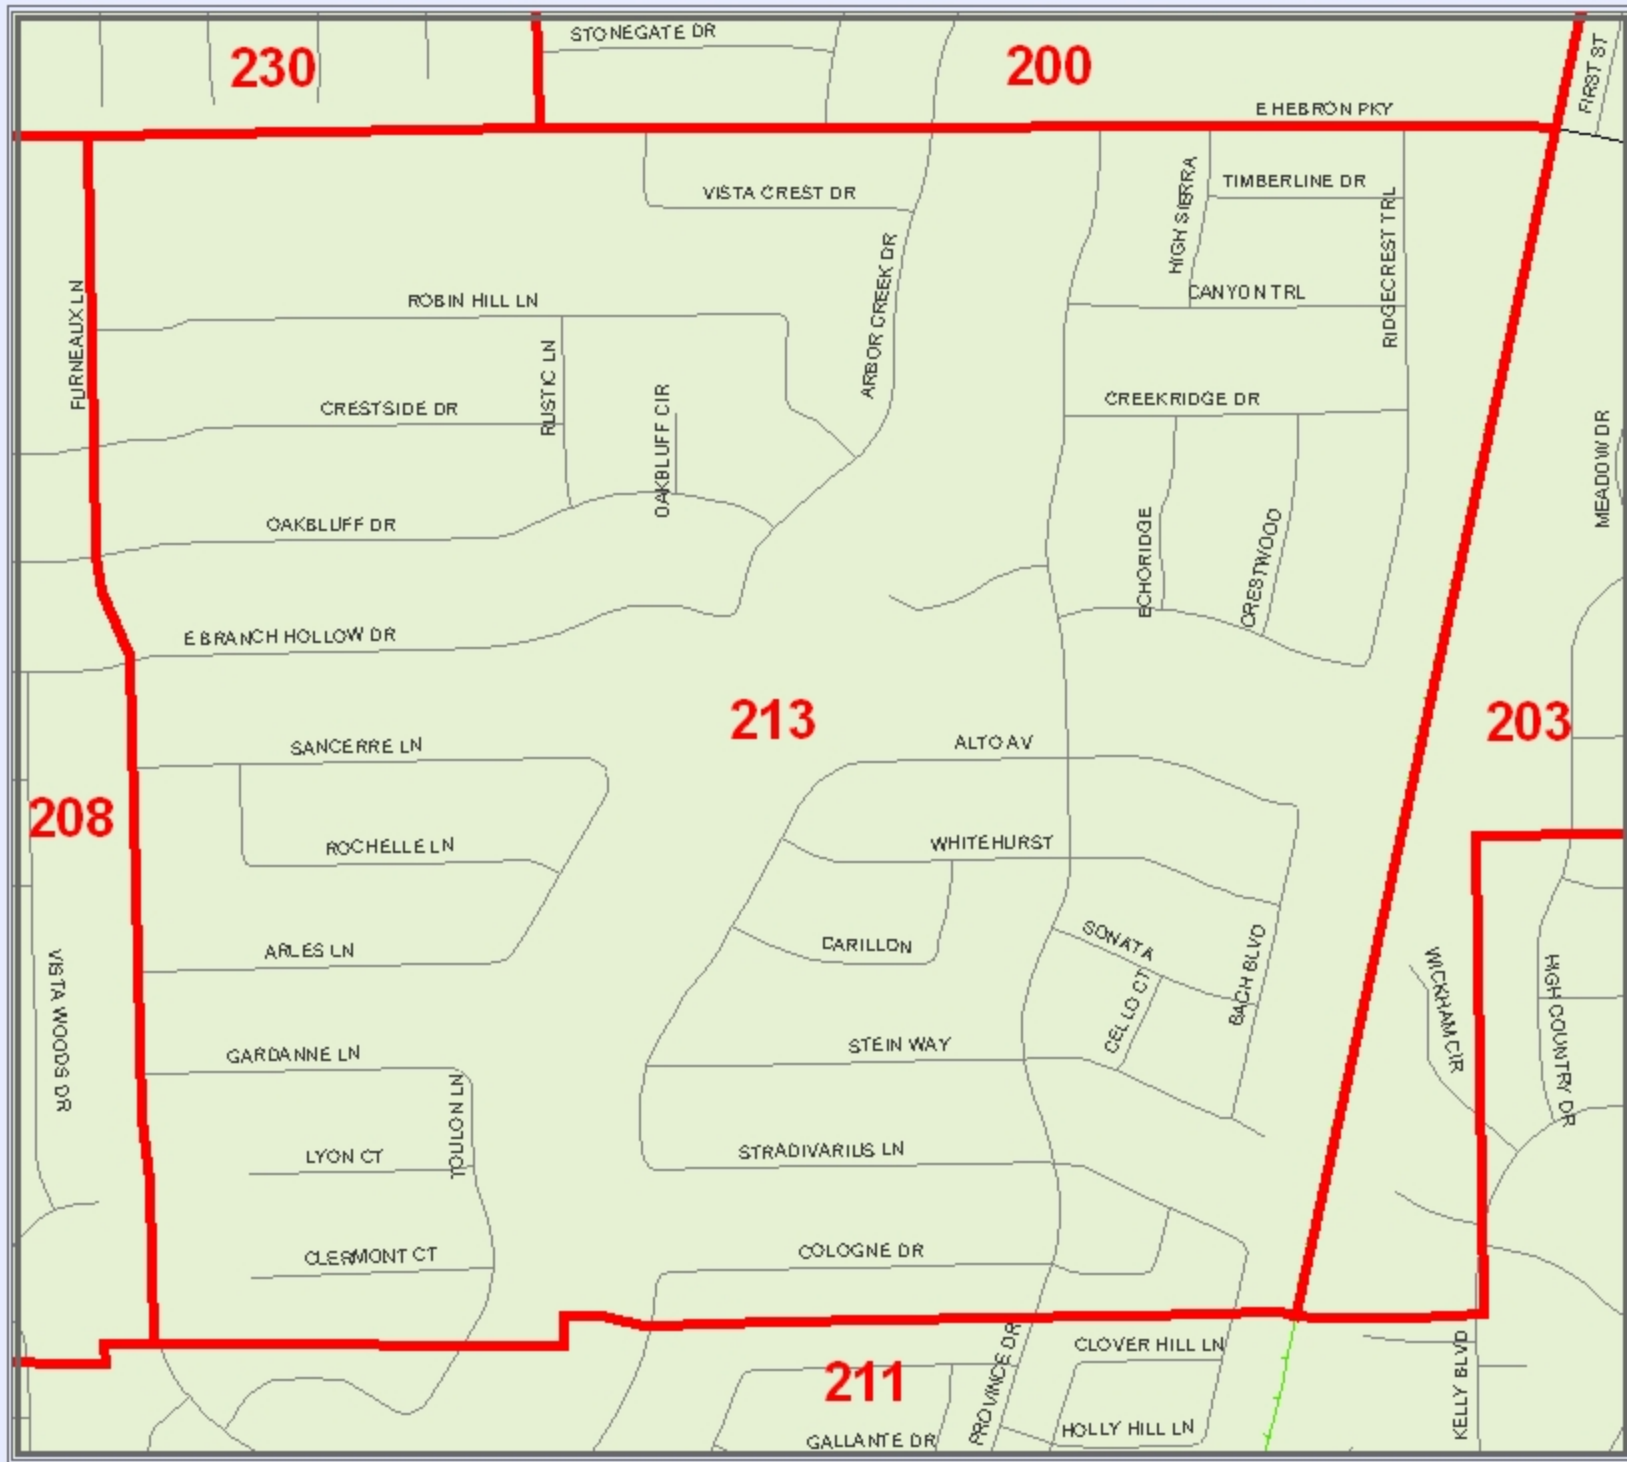 STONEGATE DR
230
200
FIRST ST
E HEBRON PKY
VISTA CREST DR
HIGH SIERRA
TIMBERLINE DR
RIDGECREST TRL
ARBOR CREEK DR
FURNEAUX LN
ROBIN HILL LN
CANYON TRL
RUSTIC LN
CRESTSIDE DR
OAKBLUFF CIR
CREEKRIDGE DR
MEADOW DR
OAKBLUFF DR
ECHORIDGE
CRESTWOOD
E BRANCH HOLLOW DR
213
203
SANCERRE LN
ALTO AV
208
ROCHELLE LN
WHITEHURST
ARLES LN
CARILLON
SONATA
BACH BLVD
CELLO CT
WICKHAM CIR
HIGH COUNTRY DR
VISTA WOODS DR
GARDANNE LN
STEIN WAY
TOULON LN
LYON CT
STRADIVARIUS LN
CLERMONT CT
COLOGNE DR
PROVINCE DR
CLOVER HILL LN
KELLY BLVD
211
GALLANTE DR
HOLLY HILL LN